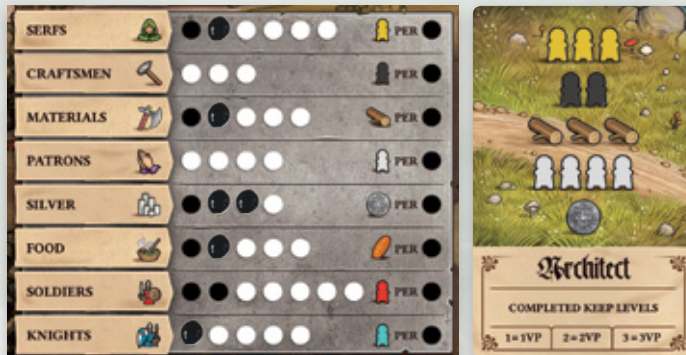 SERFS PER
CRAFTSMEN PER
MATERIALS PER
PATRONS PER
SILVER PER
FOOD PER
SOLDIERS PER
KNIGHTS PER
Architect
COMPLETED KEEP LEVELS
1=1VP 2=2VP 3=3VP